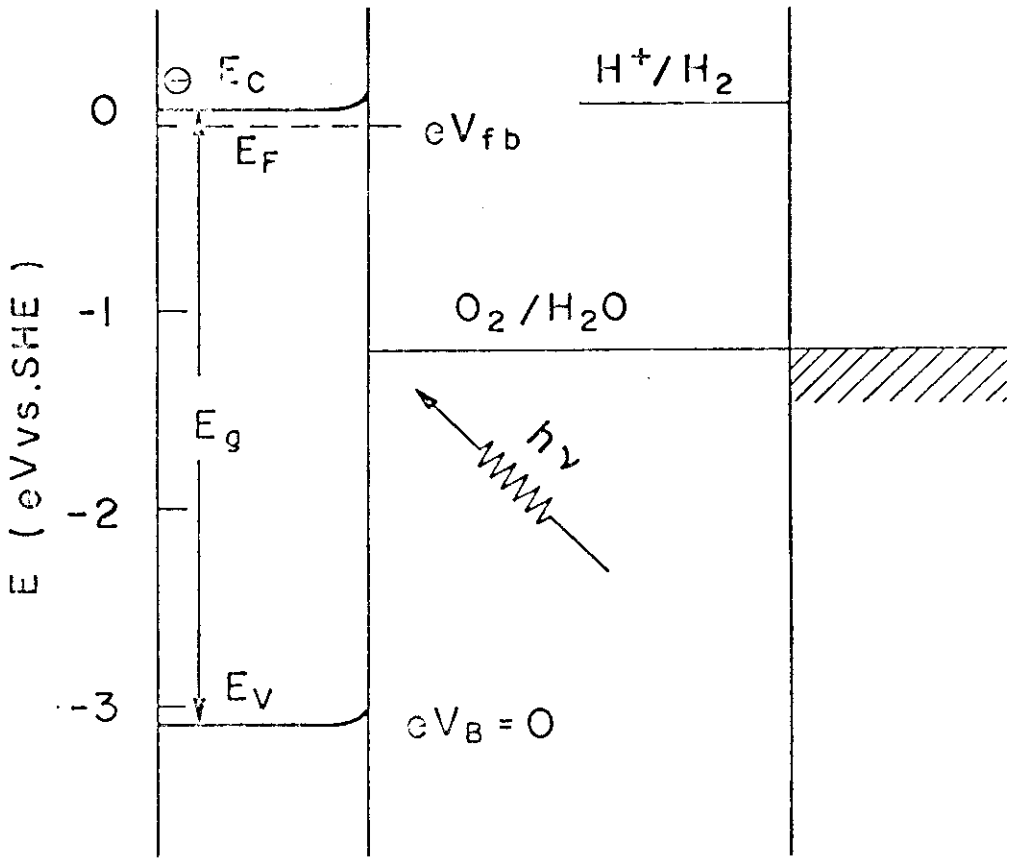 ⊖ E_C
H⁺/H₂
0
eV_fb
E_F
E (eV vs. SHE)
-1
O₂/H₂O
E_g
hν
-2
E_V
-3
eV_B = 0